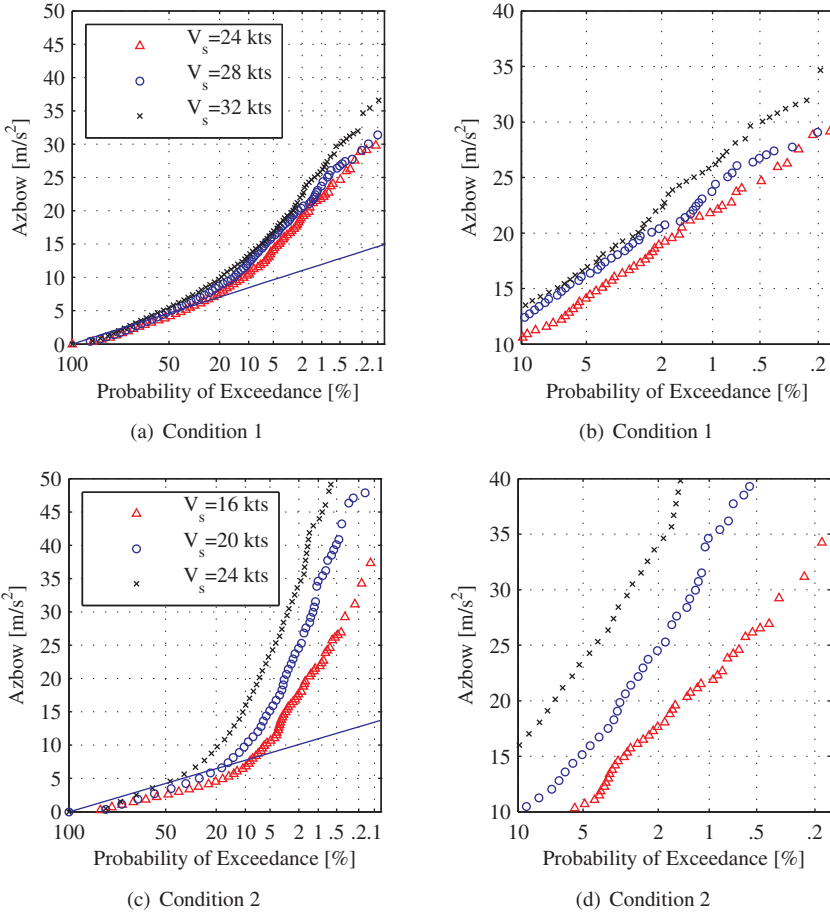 50
45
40
35
30
25
20
15
10
5
0
Azbow [m/s²]
V_s=24 kts
V_s=28 kts
V_s=32 kts
100 50 20 10 5 2 1 .5 .2 .1
Probability of Exceedance [%]
(a) Condition 1
35
30
25
20
15
10
Azbow [m/s²]
10 5 2 1 .5 .2
Probability of Exceedance [%]
(b) Condition 1
50
45
40
35
30
25
20
15
10
5
0
Azbow [m/s²]
V_s=16 kts
V_s=20 kts
V_s=24 kts
100 50 20 10 5 2 1 .5 .2 .1
Probability of Exceedance [%]
(c) Condition 2
40
35
30
25
20
15
10
Azbow [m/s²]
10 5 2 1 .5 .2
Probability of Exceedance [%]
(d) Condition 2